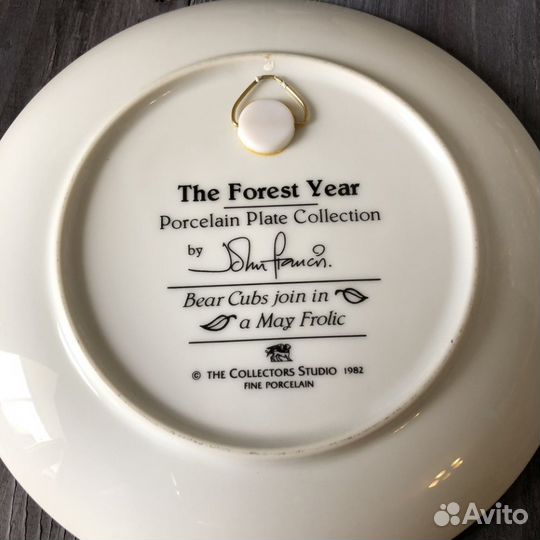 The Forest Year
Porcelain Plate Collection
by John Francis.
Bear Cubs join in
a May Frolic
© THE COLLECTORS STUDIO 1982
FINE PORCELAIN
Avito